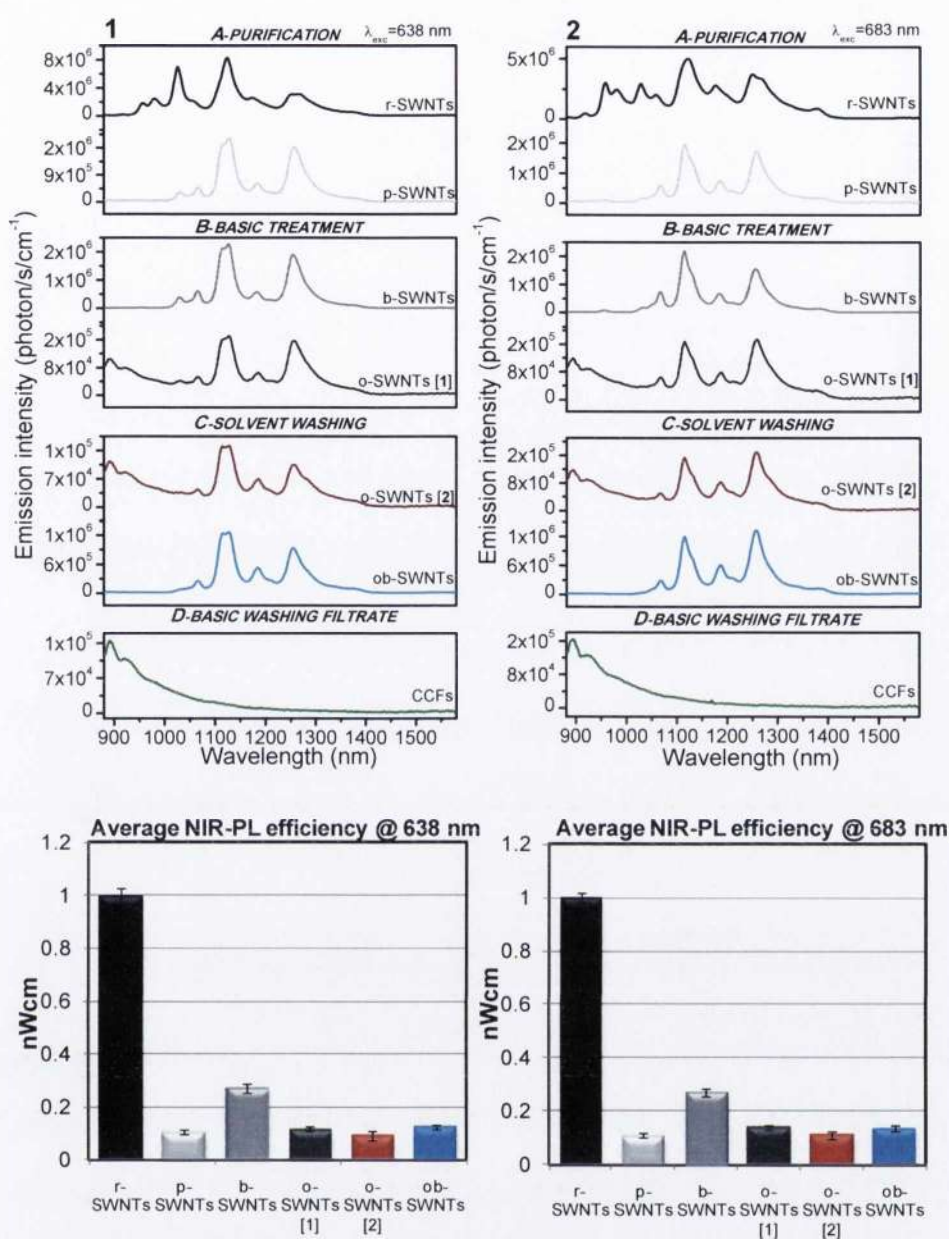 1
A-PURIFICATION
λexc=638 nm
8x10⁶
4x10⁶
0
r-SWNTs
2x10⁶
9x10⁵
0
p-SWNTs
B-BASIC TREATMENT
2x10⁶
1x10⁶
0
b-SWNTs
2x10⁵
8x10⁴
0
o-SWNTs [1]
C-SOLVENT WASHING
1x10⁵
7x10⁴
0
o-SWNTs [2]
1x10⁶
6x10⁵
0
ob-SWNTs
D-BASIC WASHING FILTRATE
1x10⁵
7x10⁴
0
CCFs
900 1000 1100 1200 1300 1400 1500
Wavelength (nm)
Emission intensity (photon/s/cm⁻¹)
2
A-PURIFICATION
λexc=683 nm
5x10⁶
0
r-SWNTs
2x10⁶
1x10⁶
0
p-SWNTs
B-BASIC TREATMENT
2x10⁶
1x10⁶
0
b-SWNTs
2x10⁵
8x10⁴
0
o-SWNTs [1]
C-SOLVENT WASHING
2x10⁵
8x10⁴
0
o-SWNTs [2]
1x10⁶
6x10⁵
0
ob-SWNTs
D-BASIC WASHING FILTRATE
2x10⁵
8x10⁴
0
CCFs
900 1000 1100 1200 1300 1400 1500
Wavelength (nm)
Emission intensity (photon/s/cm⁻¹)
Average NIR-PL efficiency @ 638 nm
1.2
1
0.8
0.6
0.4
0.2
0
nWcm
r- p- b- o- o- ob-
SWNTs SWNTs SWNTs SWNTs SWNTs SWNTs
[1] [2]
Average NIR-PL efficiency @ 683 nm
1.2
1
0.8
0.6
0.4
0.2
0
nWcm
r- p- b- o- o- ob-
SWNTs SWNTs SWNTs SWNTs SWNTs SWNTs
[1] [2]